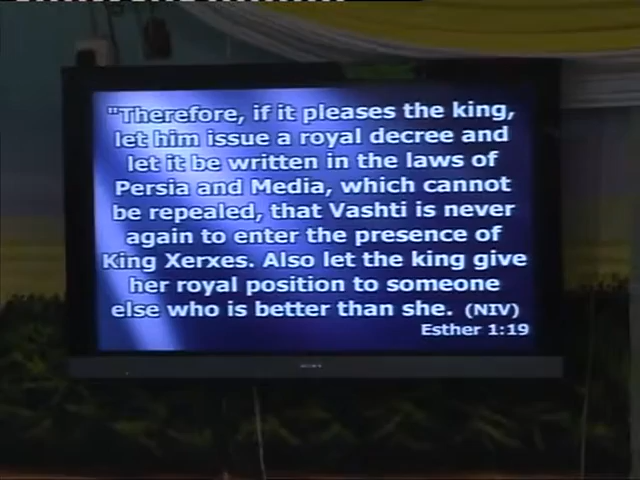 "Therefore, if it pleases the king,
let him issue a royal decree and
let it be written in the laws of
Persia and Media, which cannot
be repealed, that Vashti is never
again to enter the presence of
King Xerxes. Also let the king give
her royal position to someone
else who is better than she. (NIV)
Esther 1:19
SONY